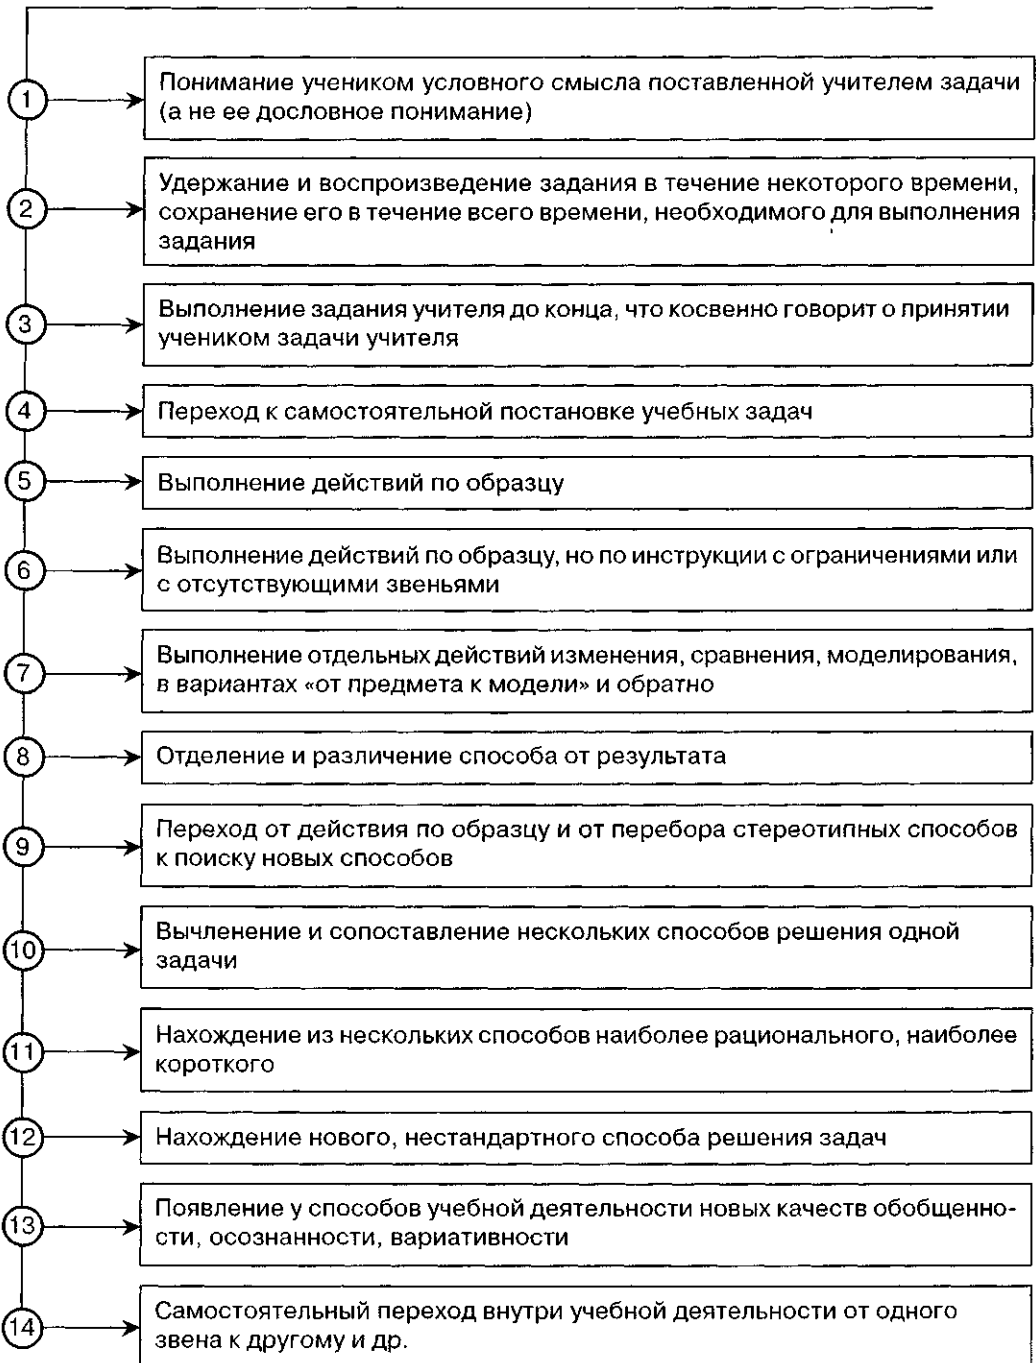 1
Понимание учеником условного смысла поставленной учителем задачи
(а не ее дословное понимание)
2
Удержание и воспроизведение задания в течение некоторого времени,
сохранение его в течение всего времени, необходимого для выполнения
задания
3
Выполнение задания учителя до конца, что косвенно говорит о принятии
учеником задачи учителя
4
Переход к самостоятельной постановке учебных задач
5
Выполнение действий по образцу
6
Выполнение действий по образцу, но по инструкции с ограничениями или
с отсутствующими звеньями
7
Выполнение отдельных действий изменения, сравнения, моделирования,
в вариантах «от предмета к модели» и обратно
8
Отделение и различение способа от результата
9
Переход от действия по образцу и от перебора стереотипных способов
к поиску новых способов
10
Вычленение и сопоставление нескольких способов решения одной
задачи
11
Нахождение из нескольких способов наиболее рационального, наиболее
короткого
12
Нахождение нового, нестандартного способа решения задач
13
Появление у способов учебной деятельности новых качеств обобщенно-
сти, осознанности, вариативности
14
Самостоятельный переход внутри учебной деятельности от одного
звена к другому и др.